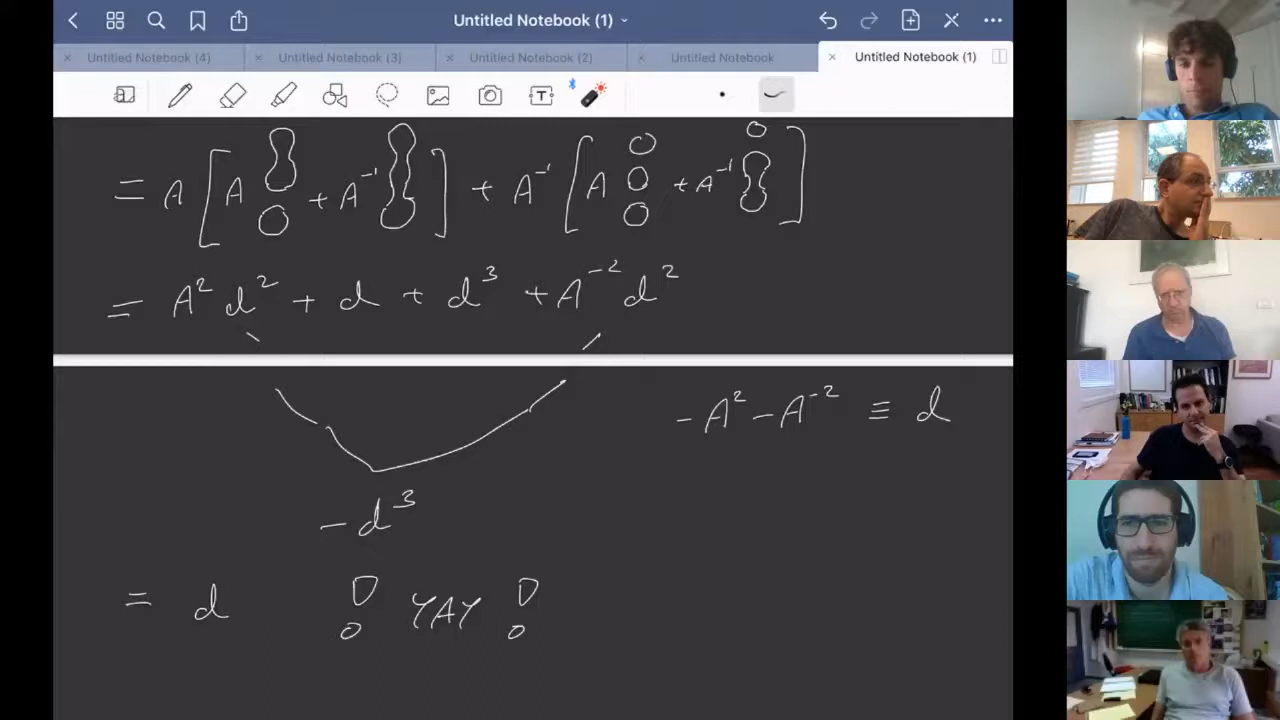 Untitled Notebook (1)
Untitled Notebook (4)
Untitled Notebook (3)
Untitled Notebook (2)
Untitled Notebook
Untitled Notebook (1)
T
= A [ A + A⁻¹ ] + A⁻¹ [ A + A⁻¹ ]
= A² d² + d + d³ + A⁻² d²
- A² - A⁻² ≡ d
- d³
= d YAY